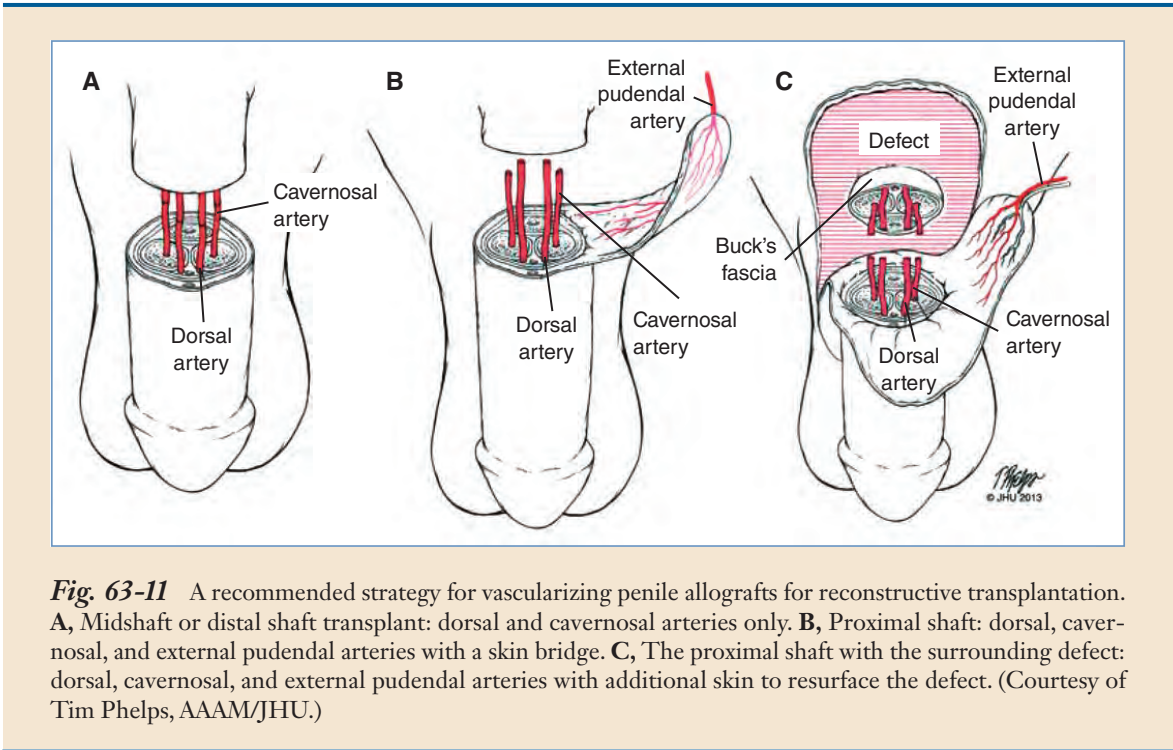 A
Cavernosal
artery
Dorsal
artery
B
External
pudendal
artery
Dorsal
artery
Cavernosal
artery
C
External
pudendal
artery
Defect
Buck's
fascia
Cavernosal
artery
Dorsal
artery
© JHU 2013
Fig. 63-11 A recommended strategy for vascularizing penile allografts for reconstructive transplantation.
A, Midshaft or distal shaft transplant: dorsal and cavernosal arteries only. B, Proximal shaft: dorsal, caver-
nosal, and external pudendal arteries with a skin bridge. C, The proximal shaft with the surrounding defect:
dorsal, cavernosal, and external pudendal arteries with additional skin to resurface the defect. (Courtesy of
Tim Phelps, AAAM/JHU.)